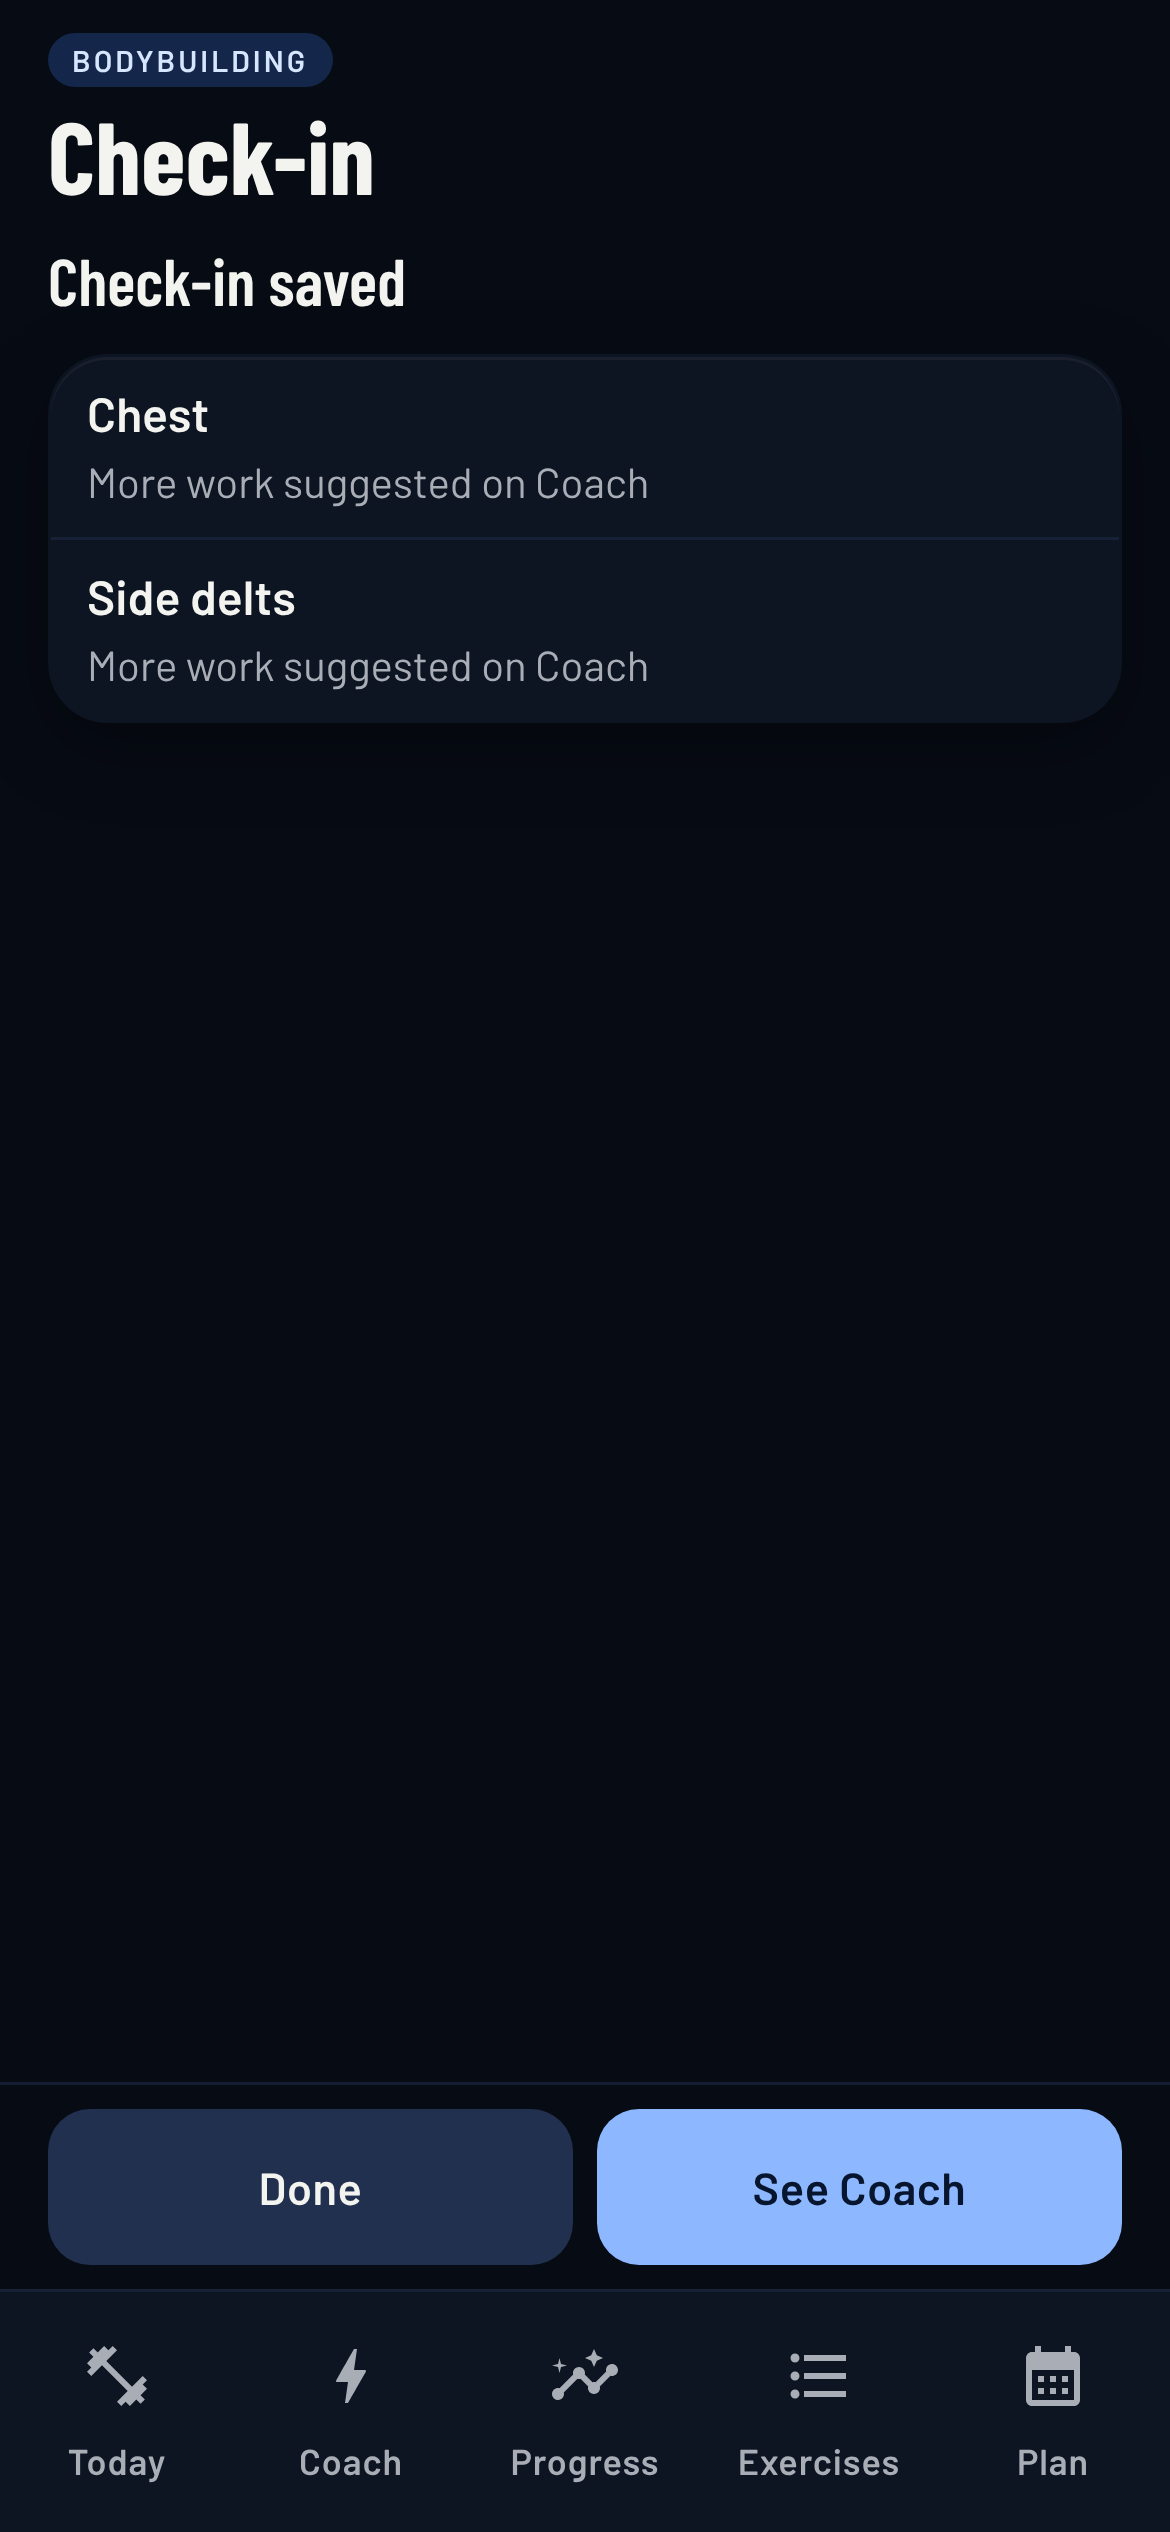 BODYBUILDING
Check-in
Check-in saved
Chest
More work suggested on Coach
Side delts
More work suggested on Coach
Done
See Coach
Today
Coach
Progress
Exercises
Plan